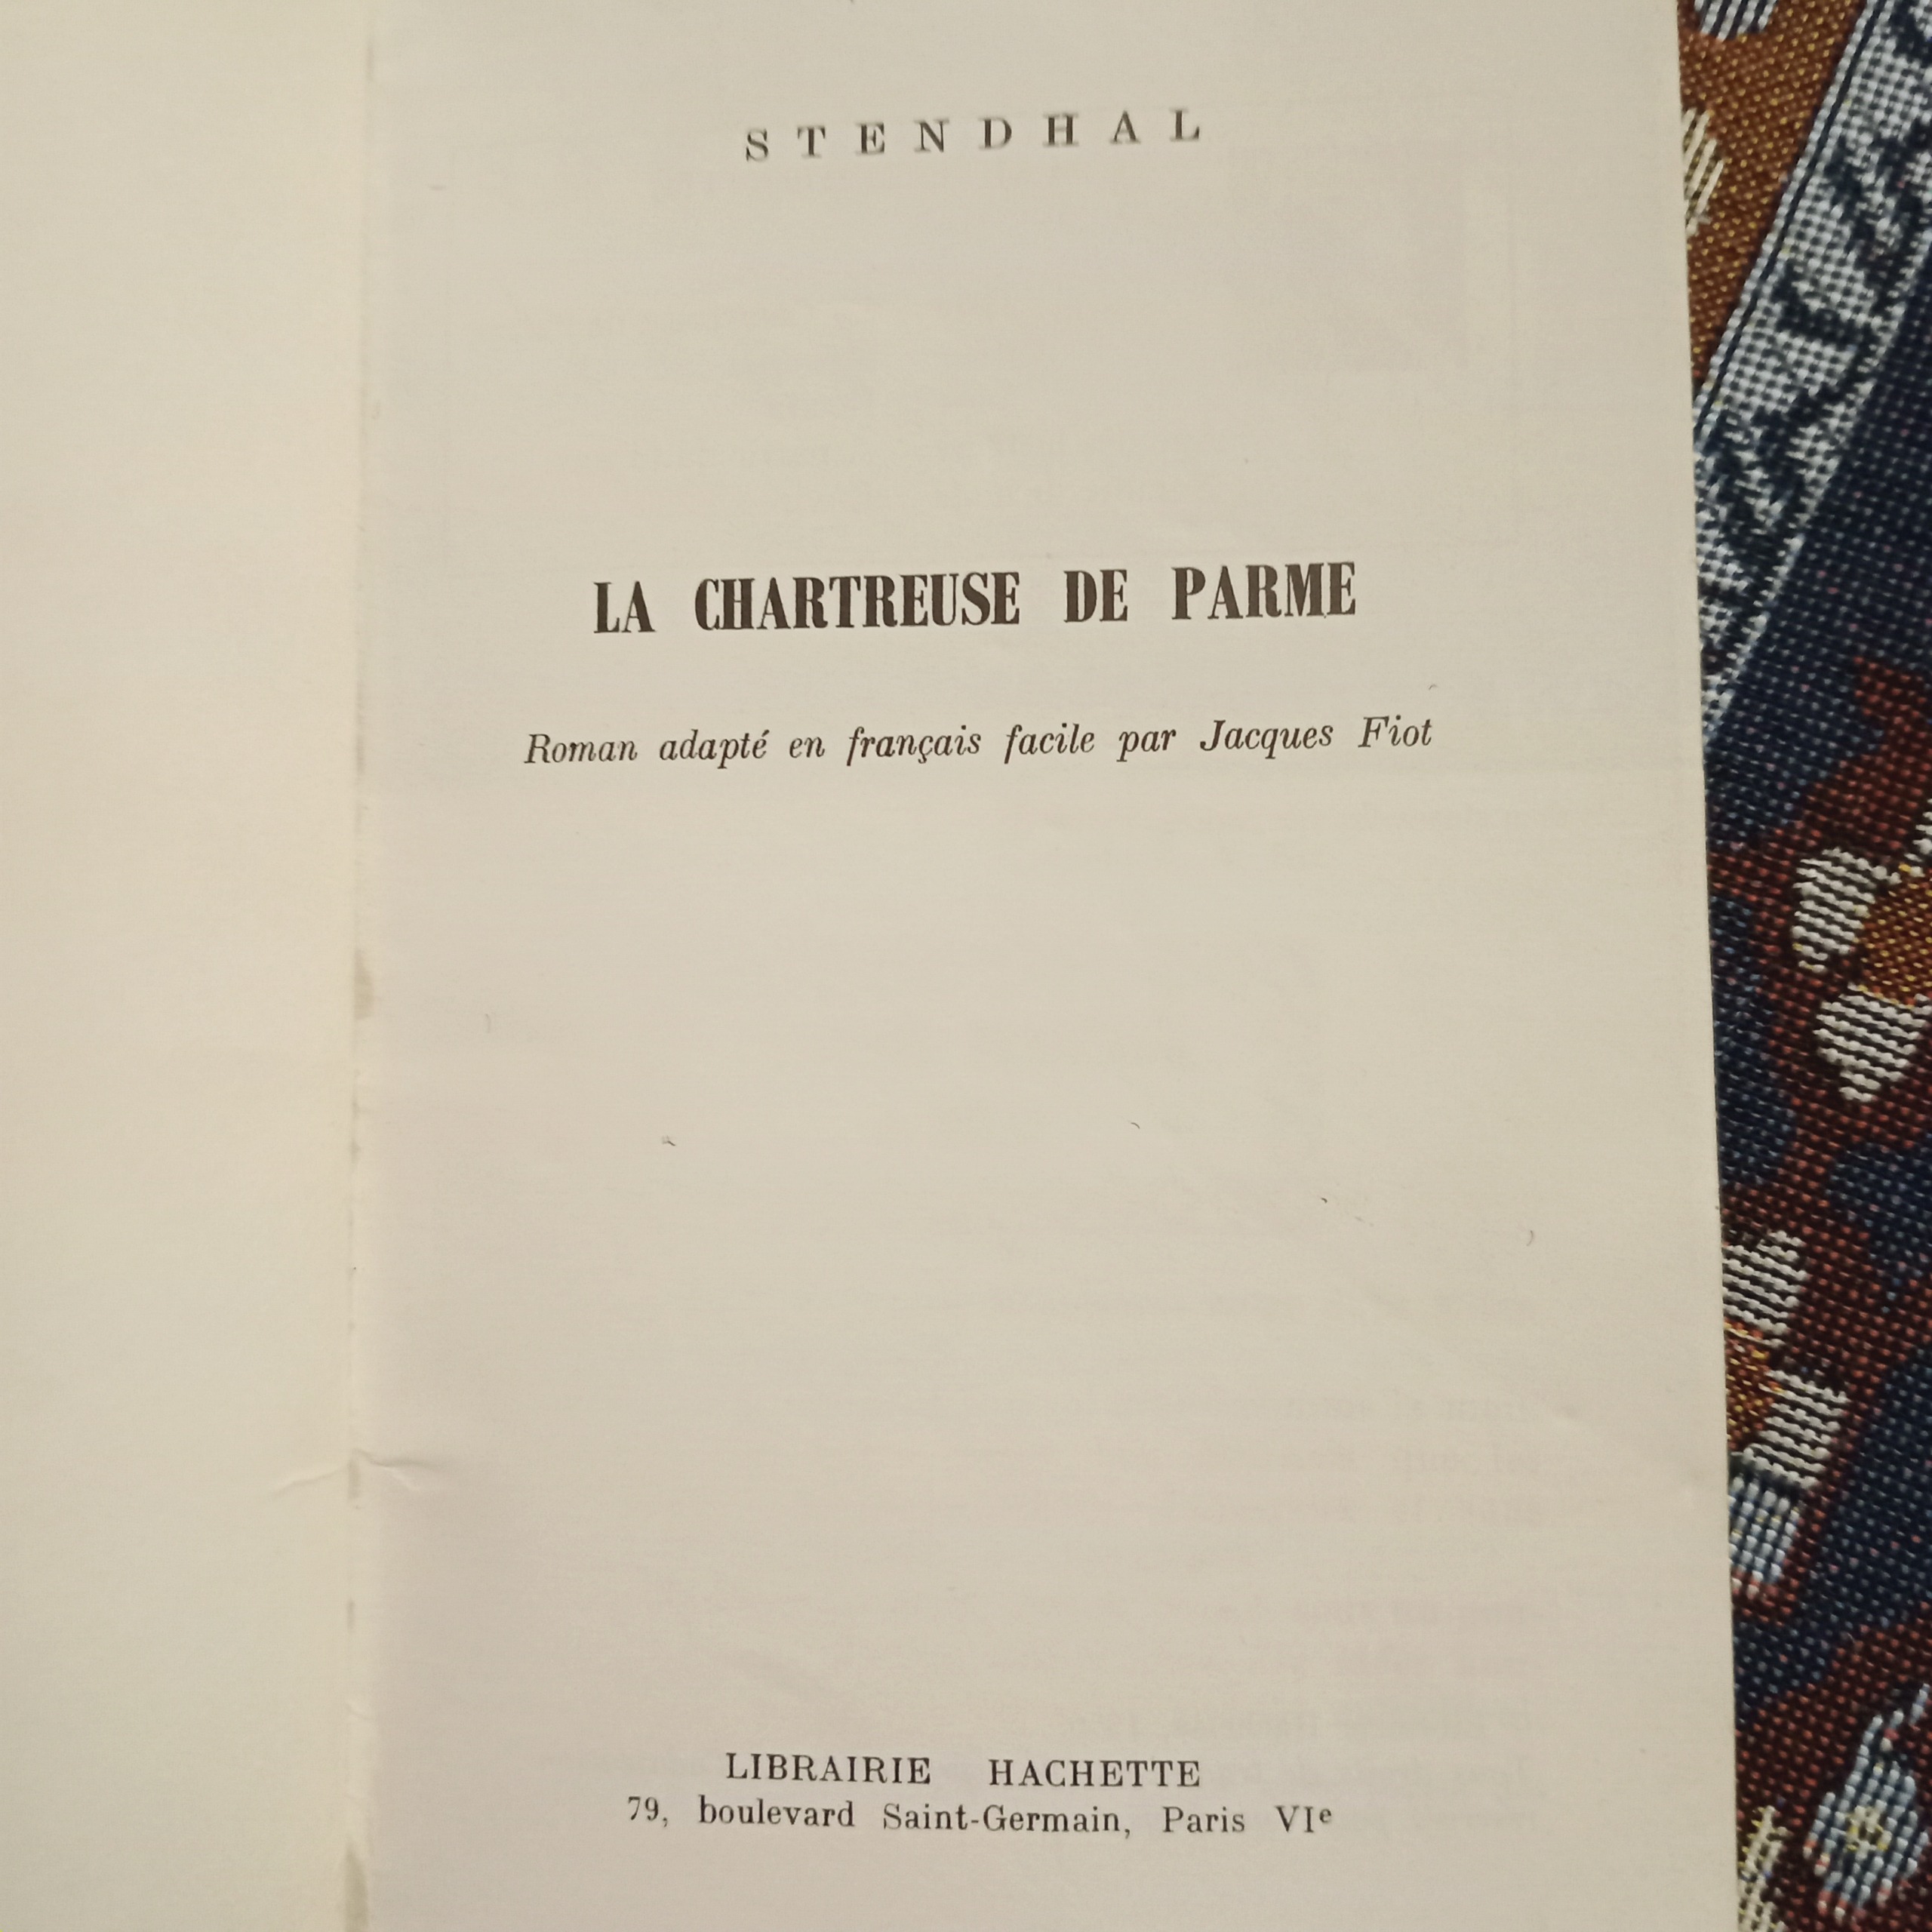 STENDHAL
LA CHARTREUSE DE PARME
Roman adapté en français facile par Jacques Fiot
LIBRAIRIE HACHETTE
79, boulevard Saint-Germain, Paris VIe